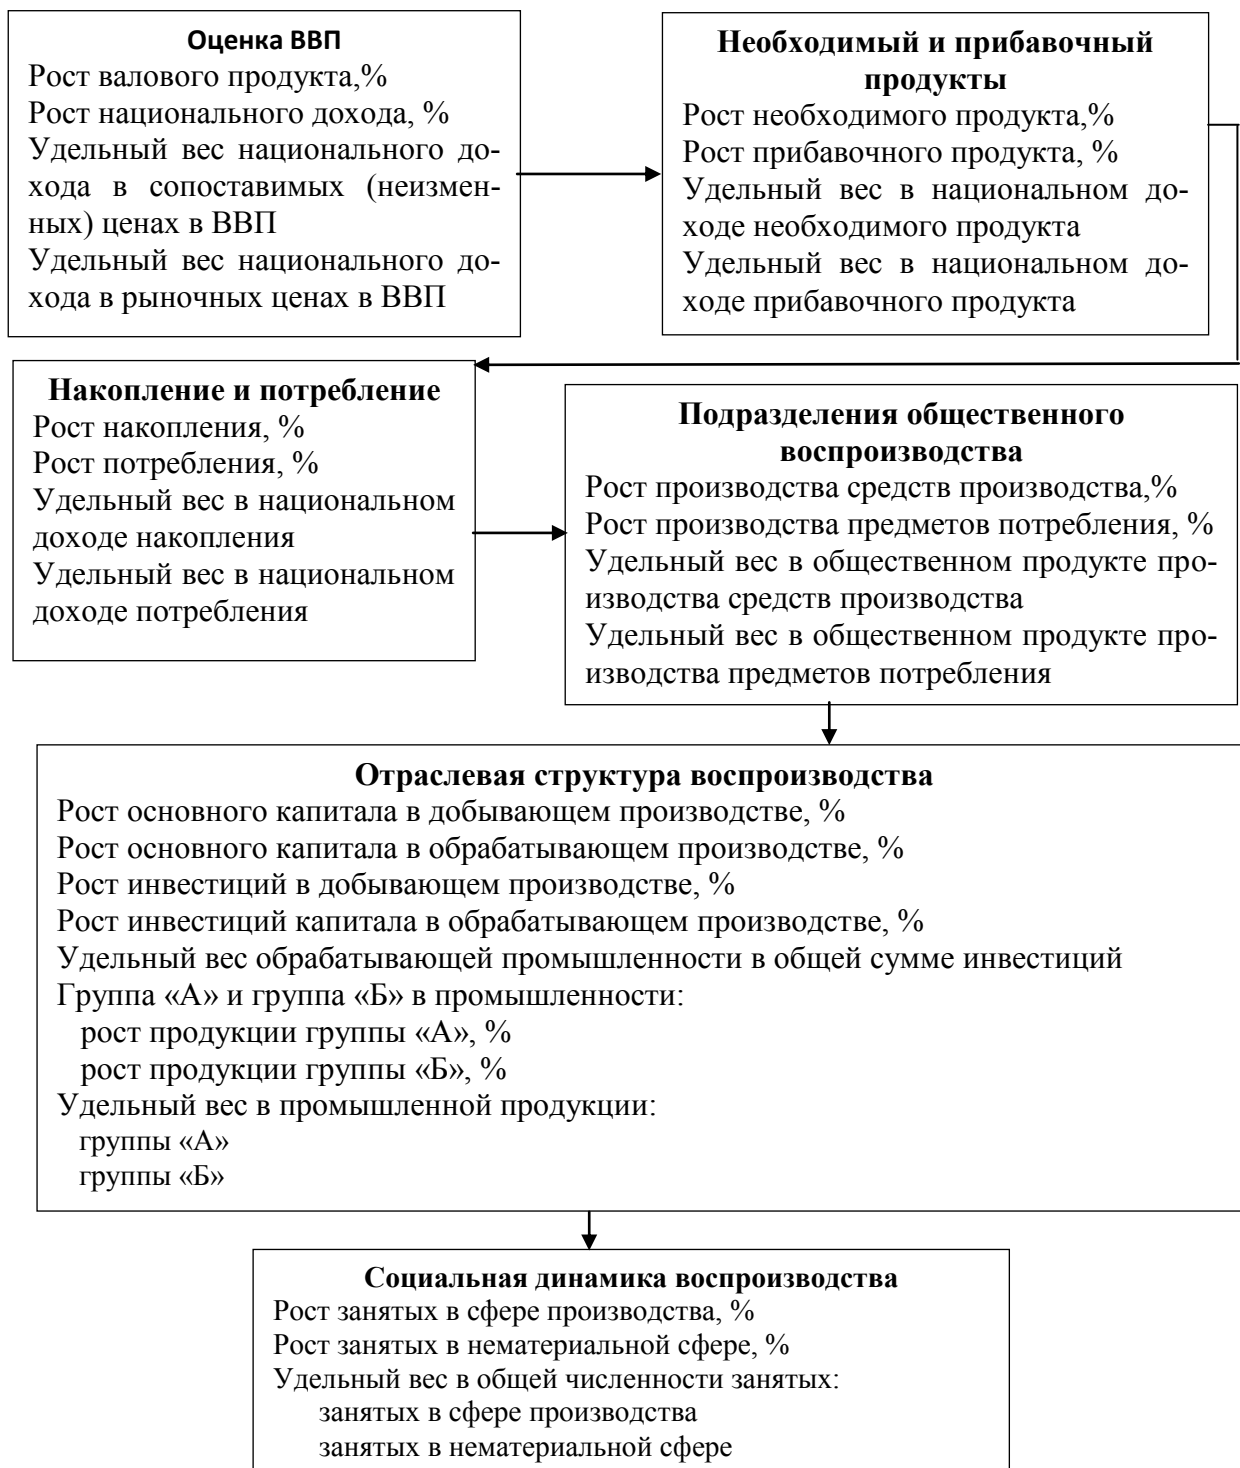 Оценка ВВП
Рост валового продукта,%
Рост национального дохода, %
Удельный вес национального до-
хода в сопоставимых (неизмен-
ных) ценах в ВВП
Удельный вес национального до-
хода в рыночных ценах в ВВП
Необходимый и прибавочный
продукты
Рост необходимого продукта,%
Рост прибавочного продукта, %
Удельный вес в национальном до-
ходе необходимого продукта
Удельный вес в национальном до-
ходе прибавочного продукта
Накопление и потребление
Рост накопления, %
Рост потребления, %
Удельный вес в национальном
доходе накопления
Удельный вес в национальном
доходе потребления
Подразделения общественного
воспроизводства
Рост производства средств производства,%
Рост производства предметов потребления, %
Удельный вес в общественном продукте про-
изводства средств производства
Удельный вес в общественном продукте про-
изводства предметов потребления
Отраслевая структура воспроизводства
Рост основного капитала в добывающем производстве, %
Рост основного капитала в обрабатывающем производстве, %
Рост инвестиций в добывающем производстве, %
Рост инвестиций капитала в обрабатывающем производстве, %
Удельный вес обрабатывающей промышленности в общей сумме инвестиций
Группа «А» и группа «Б» в промышленности:
рост продукции группы «А», %
рост продукции группы «Б», %
Удельный вес в промышленной продукции:
группы «А»
группы «Б»
Социальная динамика воспроизводства
Рост занятых в сфере производства, %
Рост занятых в нематериальной сфере, %
Удельный вес в общей численности занятых:
занятых в сфере производства
занятых в нематериальной сфере